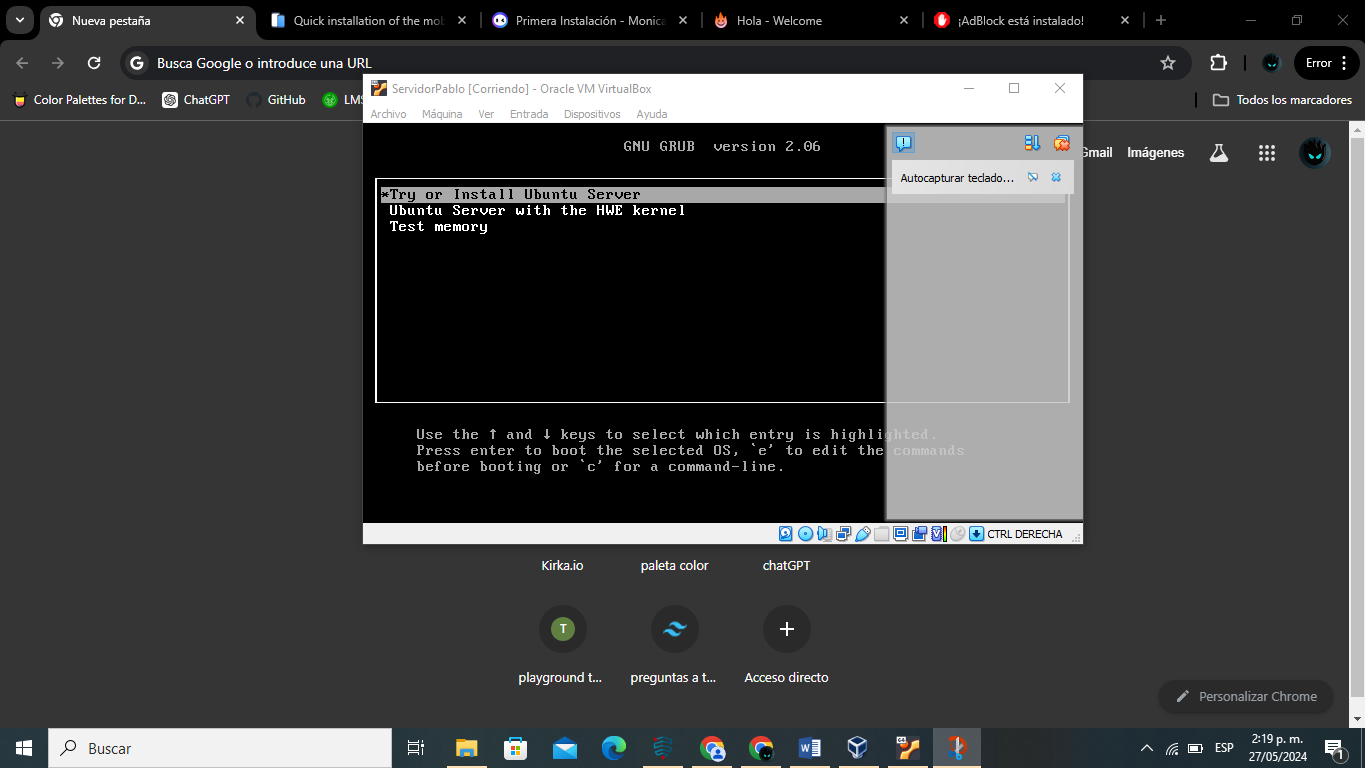 Nueva pestaña
Quick installation of the mob
Primera Instalación - Monica
Hola - Welcome
¡AdBlock está instalado!
Busca Google o introduce una URL
Error
Color Palettes for D...
ChatGPT
GitHub
LMS
Todos los marcadores
ServidorPablo [Corriendo] - Oracle VM VirtualBox
Archivo Máquina Ver Entrada Dispositivos Ayuda
GNU GRUB version 2.06
Gmail
Imágenes
Autocapturar teclado...
*Try or Install Ubuntu Server
Ubuntu Server with the HWE kernel
Test memory
Use the ↑ and ↓ keys to select which entry is highlighted.
Press enter to boot the selected OS, `e' to edit the commands
before booting or `c' for a command-line.
CTRL DERECHA
Kirka.io
paleta color
chatGPT
T
playground t...
preguntas a t...
Acceso directo
Personalizar Chrome
Buscar
ESP
2:19 p. m.
27/05/2024
1